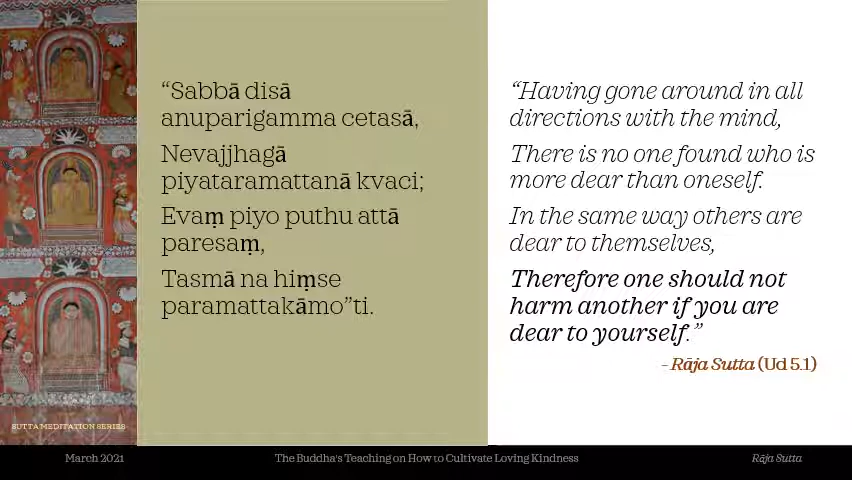 “Sabbā disā
anuparigamma cetasā,
Nevajjhagā
piyataramattanā kvaci;
Evaṃ piyo puthu attā
paresaṃ,
Tasmā na hiṃse
paramattakāmo”ti.
“Having gone around in all
directions with the mind,
There is no one found who is
more dear than oneself.
In the same way others are
dear to themselves,
Therefore one should not
harm another if you are
dear to yourself.”
- Rāja Sutta (Ud 5.1)
SUTTA MEDITATION SERIES
March 2021
The Buddha's Teaching on How to Cultivate Loving Kindness
Rāja Sutta